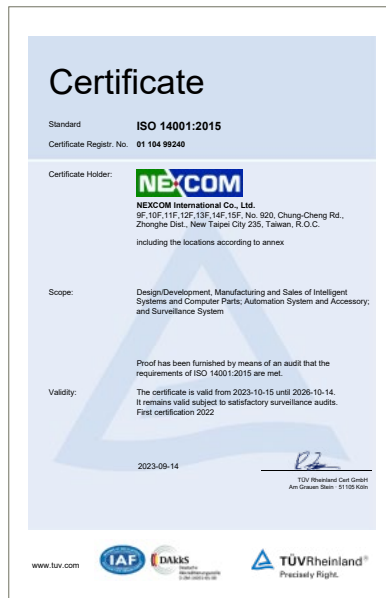 Certificate
Standard ISO 14001:2015
Certificate Registr. No. 01 104 99240
Certificate Holder:
NEXCOM
NEXCOM International Co., Ltd.
9F,10F,11F,12F,13F,14F,15F, No. 920, Chung-Cheng Rd.,
Zhonghe Dist., New Taipei City 235, Taiwan, R.O.C.
including the locations according to annex
Scope: Design/Development, Manufacturing and Sales of Intelligent
Systems and Computer Parts; Automation System and Accessory;
and Surveillance System
Proof has been furnished by means of an audit that the
requirements of ISO 14001:2015 are met.
Validity: The certificate is valid from 2023-10-15 until 2026-10-14.
It remains valid subject to satisfactory surveillance audits.
First certification 2022
2023-09-14
TÜV Rheinland Cert GmbH
Am Grauen Stein · 51105 Köln
www.tuv.com
IAF
DAkkS
Deutsche
Akkreditierungsstelle
TÜVRheinland®
Precisely Right.